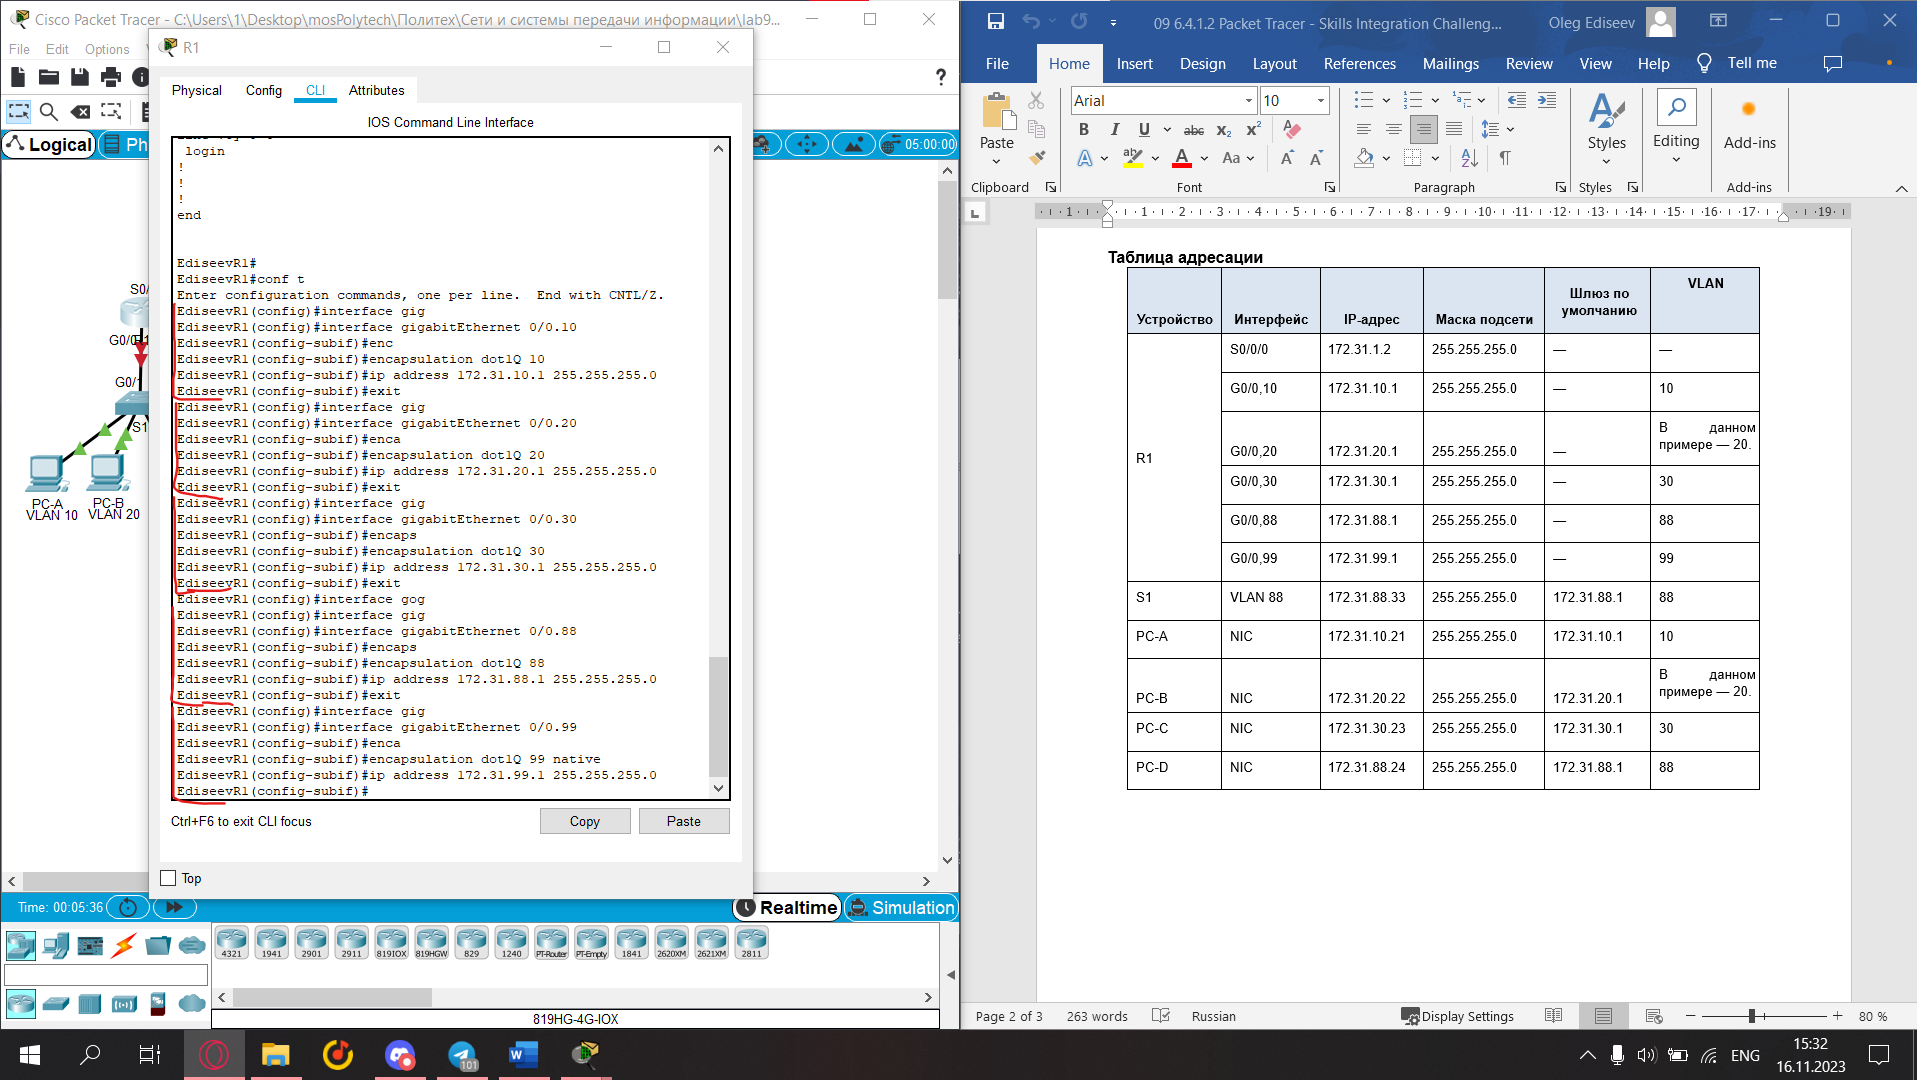 Cisco Packet Tracer - C:\Users\1\Desktop\mosPolytech\Политех\Сети и системы передачи информации\lab9...
File Edit Options
R1
Physical Config CLI Attributes
IOS Command Line Interface
login
!
!
!
end
EdiseevR1#
EdiseevR1#conf t
Enter configuration commands, one per line. End with CNTL/Z.
EdiseevR1(config)#interface gig
EdiseevR1(config)#interface gigabitEthernet 0/0.10
EdiseevR1(config-subif)#enc
EdiseevR1(config-subif)#encapsulation dot1Q 10
EdiseevR1(config-subif)#ip address 172.31.10.1 255.255.255.0
EdiseevR1(config-subif)#exit
EdiseevR1(config)#interface gig
EdiseevR1(config)#interface gigabitEthernet 0/0.20
EdiseevR1(config-subif)#enca
EdiseevR1(config-subif)#encapsulation dot1Q 20
EdiseevR1(config-subif)#ip address 172.31.20.1 255.255.255.0
EdiseevR1(config-subif)#exit
EdiseevR1(config)#interface gig
EdiseevR1(config)#interface gigabitEthernet 0/0.30
EdiseevR1(config-subif)#encaps
EdiseevR1(config-subif)#encapsulation dot1Q 30
EdiseevR1(config-subif)#ip address 172.31.30.1 255.255.255.0
EdiseevR1(config-subif)#exit
EdiseevR1(config)#interface gog
EdiseevR1(config)#interface gig
EdiseevR1(config)#interface gigabitEthernet 0/0.88
EdiseevR1(config-subif)#encaps
EdiseevR1(config-subif)#encapsulation dot1Q 88
EdiseevR1(config-subif)#ip address 172.31.88.1 255.255.255.0
EdiseevR1(config-subif)#exit
EdiseevR1(config)#interface gig
EdiseevR1(config)#interface gigabitEthernet 0/0.99
EdiseevR1(config-subif)#enca
EdiseevR1(config-subif)#encapsulation dot1Q 99 native
EdiseevR1(config-subif)#ip address 172.31.99.1 255.255.255.0
EdiseevR1(config-subif)#
Ctrl+F6 to exit CLI focus
Copy Paste
Top
Logical Ph
05:00:00
S0/
G0/0
G0/1
S1
PC-A
VLAN 10
PC-B
VLAN 20
Time: 00:05:36
Realtime Simulation
4321 1941 2901 2911 819IOX 819HGW 829 1240 PT-Router PT-Empty 1841 2620XM 2621XM 2811
819HG-4G-IOX
09 6.4.1.2 Packet Tracer - Skills Integration Challeng...
Oleg Ediseev
File Home Insert Design Layout References Mailings Review View Help Tell me
Arial 10
Paste
Styles
Editing
Add-ins
Clipboard Font Paragraph Styles Add-ins
1 1 2 3 4 5 6 7 8 9 10 11 12 13 14 15 16 17 19
Таблица адресации
Устройство Интерфейс IP-адрес Маска подсети Шлюз по умолчанию VLAN
R1
S0/0/0 172.31.1.2 255.255.255.0 — —
G0/0,10 172.31.10.1 255.255.255.0 — 10
G0/0,20 172.31.20.1 255.255.255.0 — В данном примере — 20.
G0/0,30 172.31.30.1 255.255.255.0 — 30
G0/0,88 172.31.88.1 255.255.255.0 — 88
G0/0,99 172.31.99.1 255.255.255.0 — 99
S1 VLAN 88 172.31.88.33 255.255.255.0 172.31.88.1 88
PC-A NIC 172.31.10.21 255.255.255.0 172.31.10.1 10
PC-B NIC 172.31.20.22 255.255.255.0 172.31.20.1 В данном примере — 20.
PC-C NIC 172.31.30.23 255.255.255.0 172.31.30.1 30
PC-D NIC 172.31.88.24 255.255.255.0 172.31.88.1 88
Page 2 of 3 263 words Russian Display Settings 80 %
101
ENG
15:32
16.11.2023